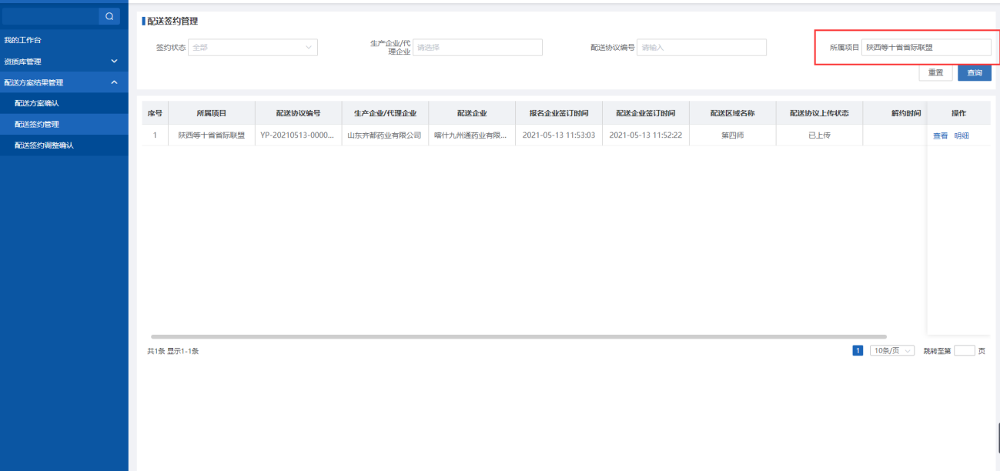 我的工作台
资质库管理
配送方案结果管理
配送方案确认
配送签约管理
配送签约调整确认
配送签约管理
签约状态 全部
生产企业/代
理企业 请选择
配送协议编号 请输入
所属项目 陕西等十省省际联盟
重置 查询
序号 所属项目 配送协议编号 生产企业/代理企业 配送企业 报名企业签订时间 配送企业签订时间 配送区域名称 配送协议上传状态 解约时间 操作
1 陕西等十省省际联盟 YP-20210513-0000... 山东齐都药业有限公司 喀什九州通药业有限... 2021-05-13 11:53:03 2021-05-13 11:52:22 第四师 已上传 查看 明细
共1条 显示1-1条 1 10条/页 跳转至第 页